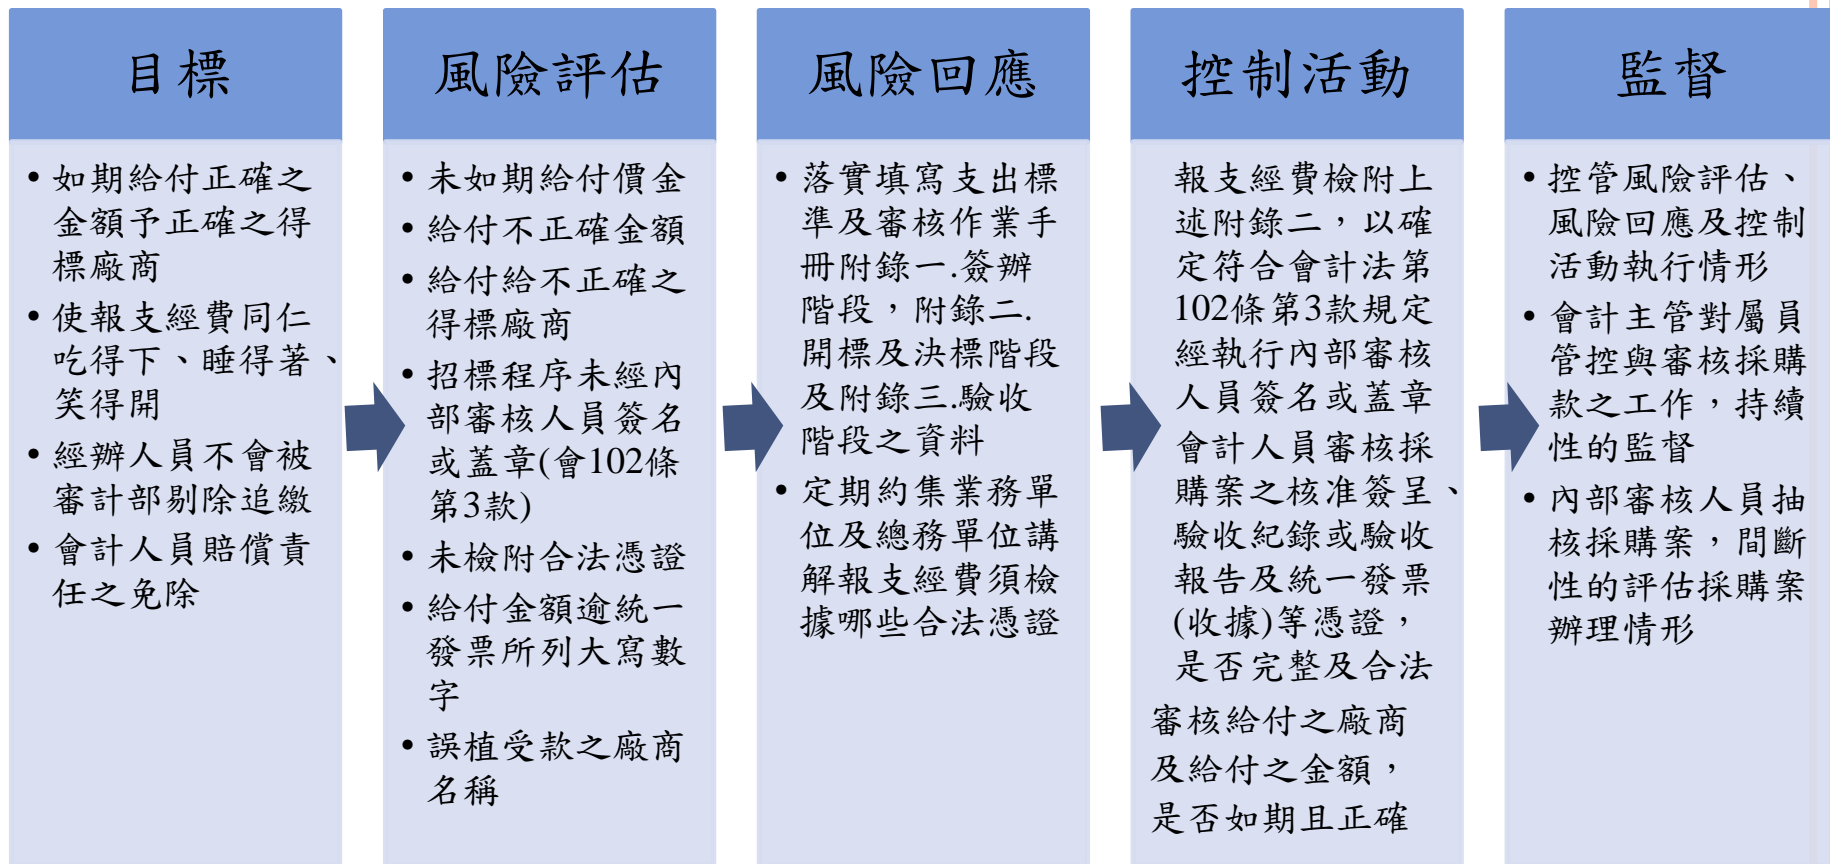 目標
• 如期給付正確之
金額予正確之得
標廠商
• 使報支經費同仁
吃得下、睡得著、
笑得開
• 經辦人員不會被
審計部剔除追繳
• 會計人員賠償責
任之免除
風險評估
• 未如期給付價金
• 給付不正確金額
• 給付給不正確之
得標廠商
• 招標程序未經內
部審核人員簽名
或蓋章(會102條
第3款)
• 未檢附合法憑證
• 給付金額逾統一
發票所列大寫數
字
• 誤植受款之廠商
名稱
風險回應
• 落實填寫支出標
準及審核作業手
冊附錄一.簽辦
階段，附錄二.
開標及決標階段
及附錄三.驗收
階段之資料
• 定期約集業務單
位及總務單位講
解報支經費須檢
據哪些合法憑證
控制活動
報支經費檢附上
述附錄二，以確
定符合會計法第
102條第3款規定
經執行內部審核
人員簽名或蓋章
會計人員審核採
購案之核准簽呈、
驗收紀錄或驗收
報告及統一發票
(收據)等憑證，
是否完整及合法
審核給付之廠商
及給付之金額，
是否如期且正確
監督
• 控管風險評估、
風險回應及控制
活動執行情形
• 會計主管對屬員
管控與審核採購
款之工作，持續
性的監督
• 內部審核人員抽
核採購案，間斷
性的評估採購案
辦理情形